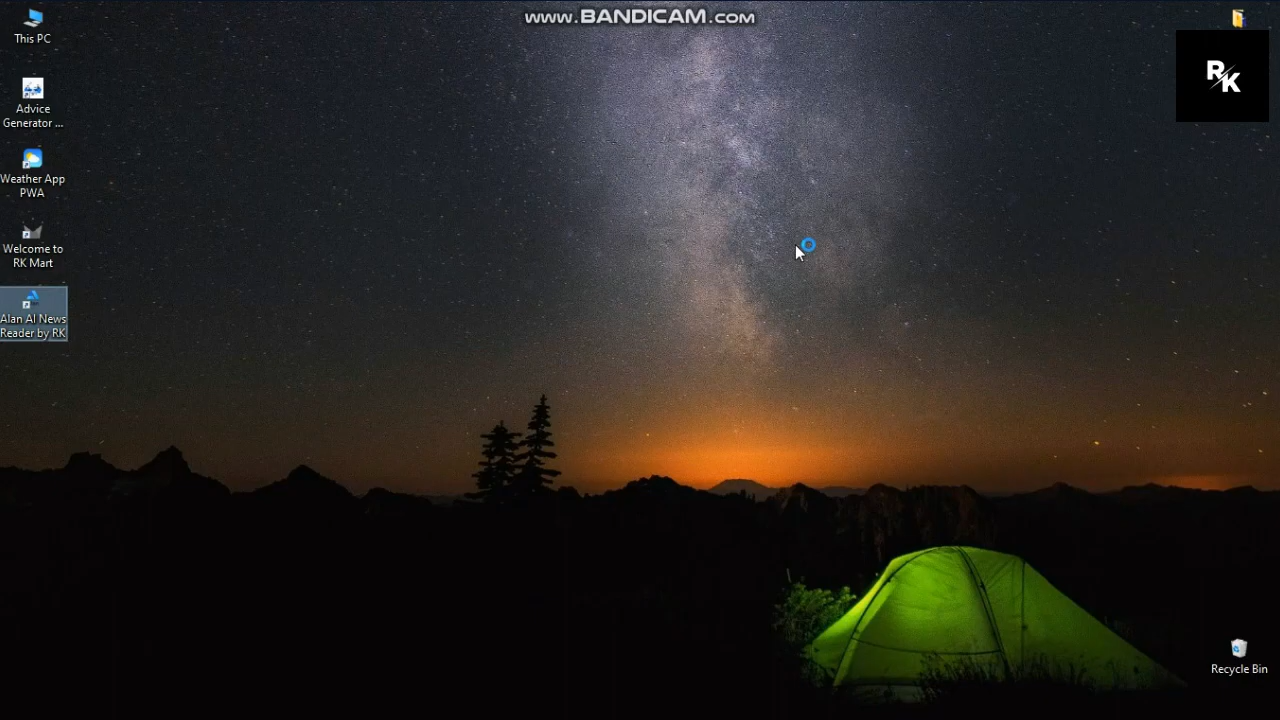 www.BANDICAM.com
This PC
RK
Advice
Generator ...
Weather App
PWA
Welcome to
RK Mart
Alan AI News
Reader by RK
Recycle Bin